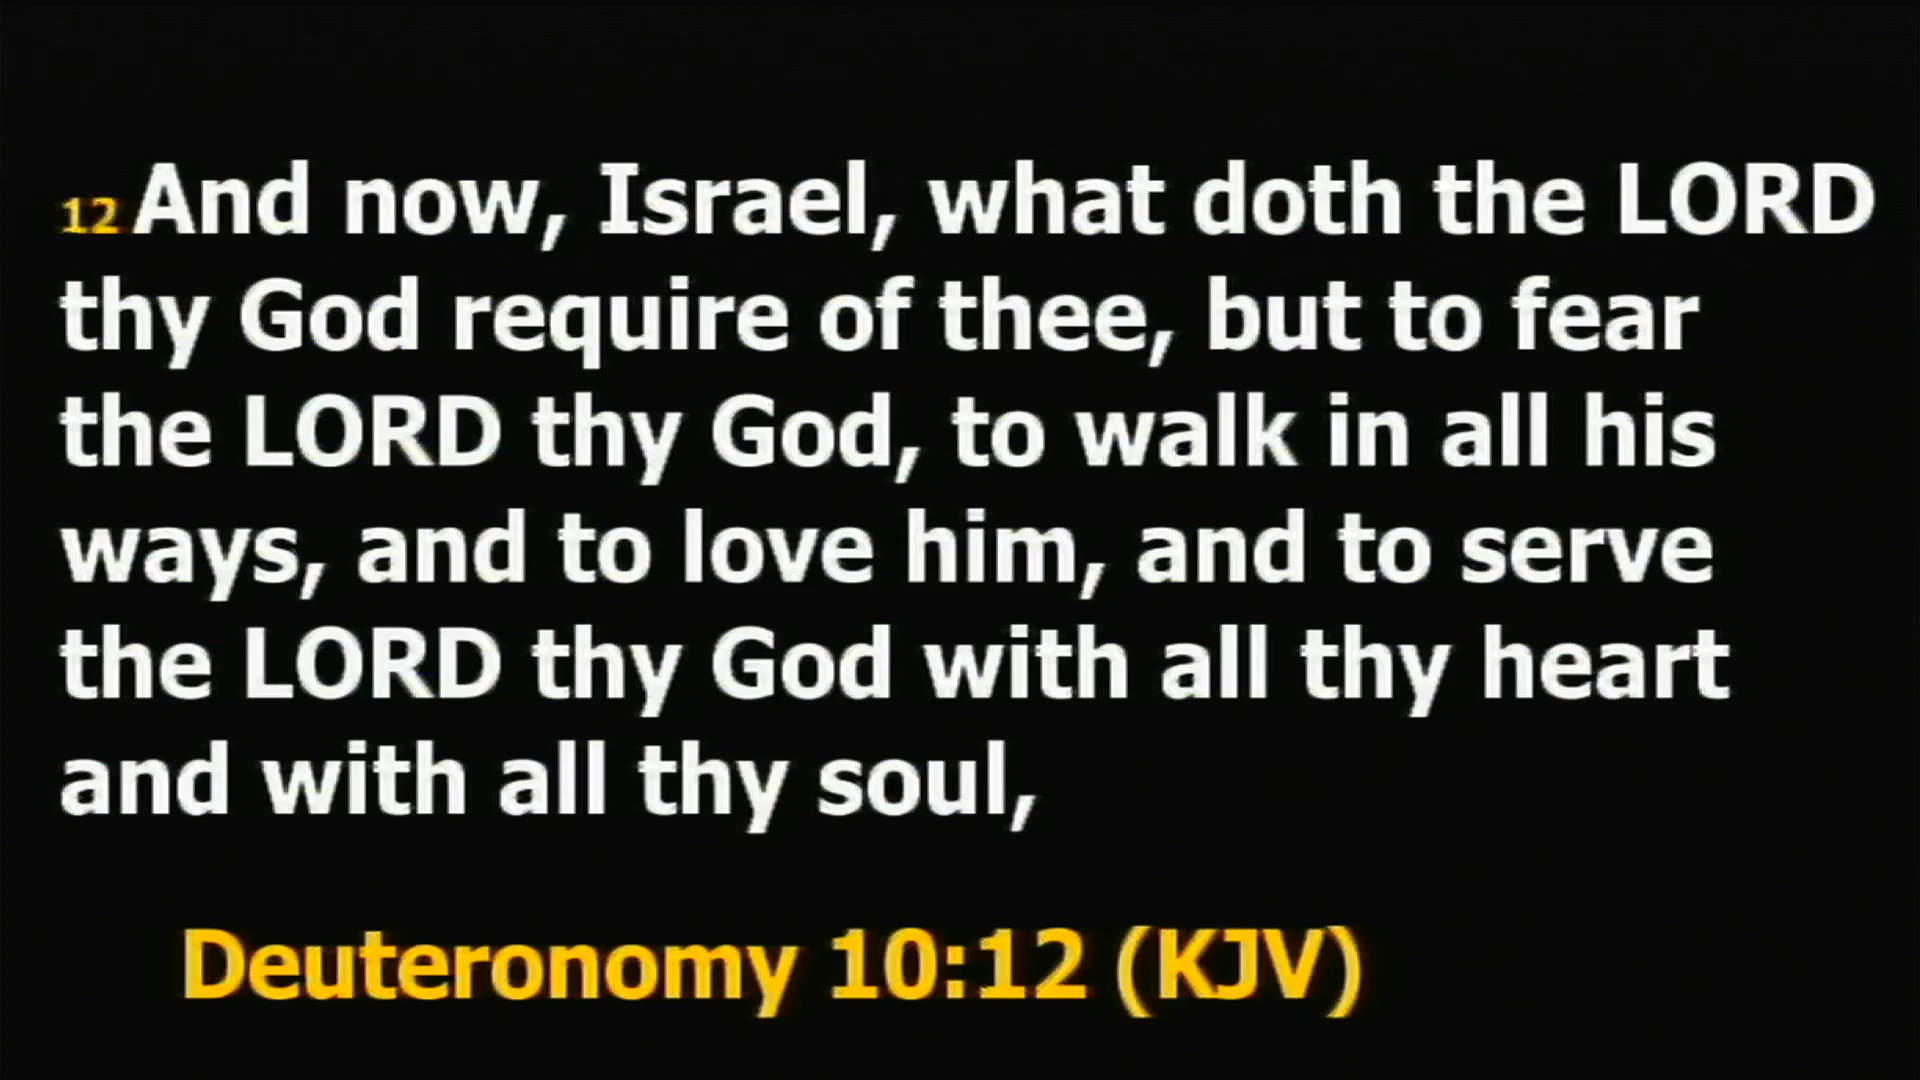 12 And now, Israel, what doth the LORD
thy God require of thee, but to fear
the LORD thy God, to walk in all his
ways, and to love him, and to serve
the LORD thy God with all thy heart
and with all thy soul,
Deuteronomy 10:12 (KJV)